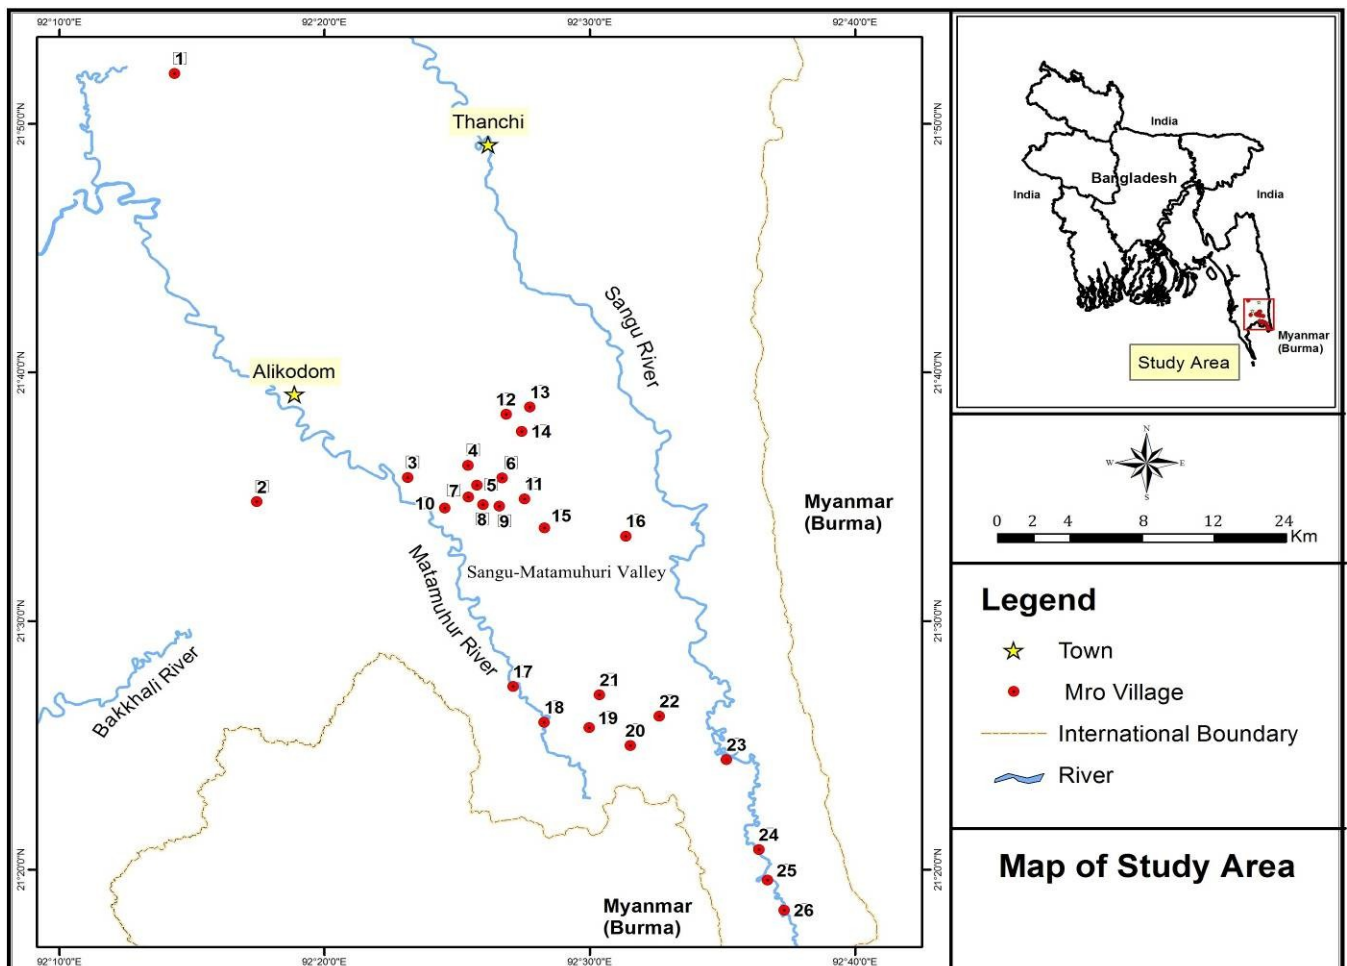 92°10'0"E
92°20'0"E
92°30'0"E
92°40'0"E
21°50'0"N
21°40'0"N
21°30'0"N
21°20'0"N
21°50'0"N
21°40'0"N
21°30'0"N
21°20'0"N
92°10'0"E
92°20'0"E
92°30'0"E
92°40'0"E
1
Thanchi
Sangu River
Alikodom
13
12
14
4
3
6
2
7
5
11
10
8
9
15
16
Myanmar
(Burma)
Sangu-Matamuhuri Valley
Matamuhur River
Bakkhali River
17
21
18
22
19
20
23
24
25
26
Myanmar
(Burma)
India
Bangladesh
India
India
Myanmar
(Burma)
Study Area
N
W
E
S
0 2 4 8 12 24
Km
Legend
Town
Mro Village
International Boundary
River
Map of Study Area